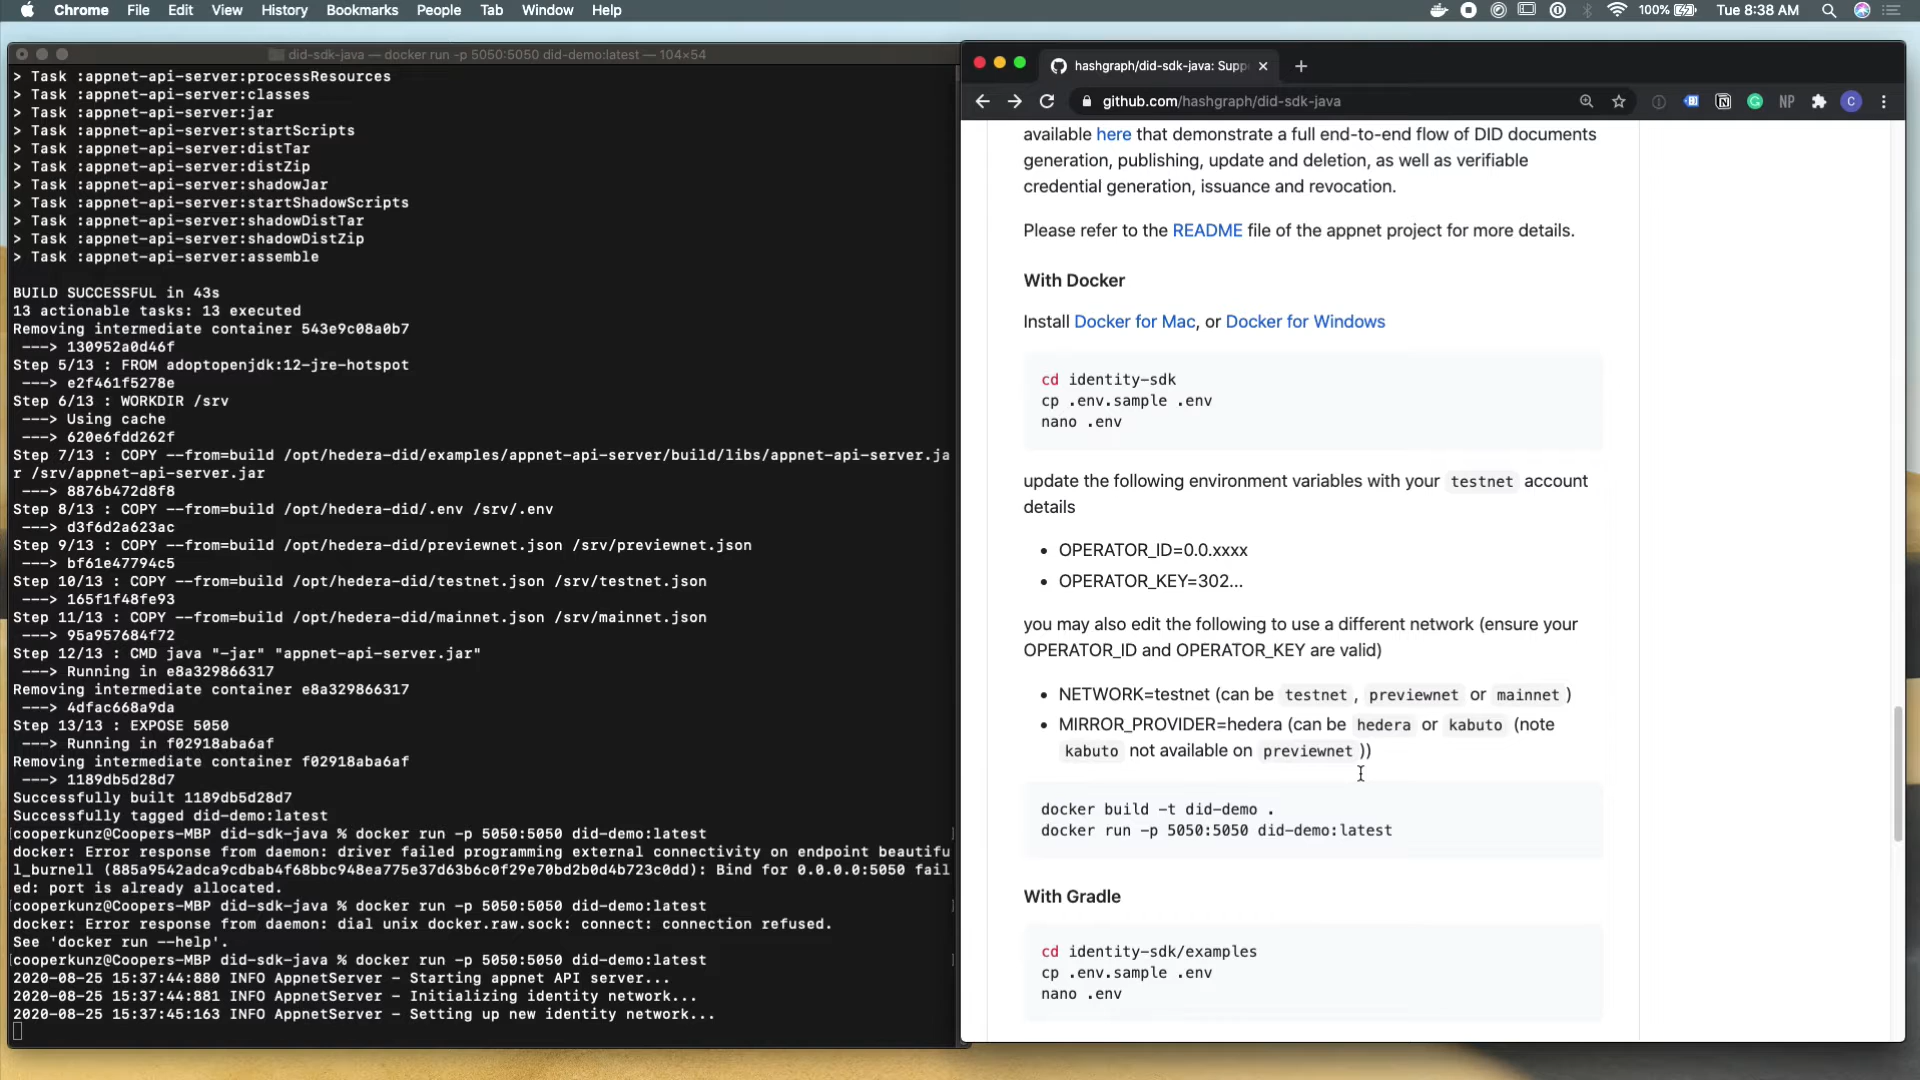 Chrome File Edit View History Bookmarks People Tab Window Help 100% Tue 8:38 AM
did-sdk-java — docker run -p 5050:5050 did-demo:latest — 104×54
> Task :appnet-api-server:processResources
> Task :appnet-api-server:classes
> Task :appnet-api-server:jar
> Task :appnet-api-server:startScripts
> Task :appnet-api-server:distTar
> Task :appnet-api-server:distZip
> Task :appnet-api-server:shadowJar
> Task :appnet-api-server:startShadowScripts
> Task :appnet-api-server:shadowDistTar
> Task :appnet-api-server:shadowDistZip
> Task :appnet-api-server:assemble
BUILD SUCCESSFUL in 43s
13 actionable tasks: 13 executed
Removing intermediate container 543e9c08a0b7
---> 130952a0d46f
Step 5/13 : FROM adoptopenjdk:12-jre-hotspot
---> e2f461f5278e
Step 6/13 : WORKDIR /srv
---> Using cache
---> 620e6fdd262f
Step 7/13 : COPY --from=build /opt/hedera-did/examples/appnet-api-server/build/libs/appnet-api-server.ja
r /srv/appnet-api-server.jar
---> 8876b472d8f8
Step 8/13 : COPY --from=build /opt/hedera-did/.env /srv/.env
---> d3f6d2a623ac
Step 9/13 : COPY --from=build /opt/hedera-did/previewnet.json /srv/previewnet.json
---> bf61e47794c5
Step 10/13 : COPY --from=build /opt/hedera-did/testnet.json /srv/testnet.json
---> 165f1f48fe93
Step 11/13 : COPY --from=build /opt/hedera-did/mainnet.json /srv/mainnet.json
---> 95a957684f72
Step 12/13 : CMD java "-jar" "appnet-api-server.jar"
---> Running in e8a329866317
Removing intermediate container e8a329866317
---> 4dfac668a9da
Step 13/13 : EXPOSE 5050
---> Running in f02918aba6af
Removing intermediate container f02918aba6af
---> 1189db5d28d7
Successfully built 1189db5d28d7
Successfully tagged did-demo:latest
[cooperkunz@Coopers-MBP did-sdk-java % docker run -p 5050:5050 did-demo:latest ]
docker: Error response from daemon: driver failed programming external connectivity on endpoint beautifu
l_burnell (885a9542adca9cdbab4f68bbc948ea775e37d63b6c0f29e70bd2b0d4b723c0dd): Bind for 0.0.0.0:5050 fail
ed: port is already allocated.
[cooperkunz@Coopers-MBP did-sdk-java % docker run -p 5050:5050 did-demo:latest ]
docker: Error response from daemon: dial unix docker.raw.sock: connect: connection refused.
See 'docker run --help'.
[cooperkunz@Coopers-MBP did-sdk-java % docker run -p 5050:5050 did-demo:latest ]
2020-08-25 15:37:44:880 INFO AppnetServer - Starting appnet API server...
2020-08-25 15:37:44:881 INFO AppnetServer - Initializing identity network...
2020-08-25 15:37:45:163 INFO AppnetServer - Setting up new identity network...
hashgraph/did-sdk-java: Supp
github.com/hashgraph/did-sdk-java NP C
available here that demonstrate a full end-to-end flow of DID documents
generation, publishing, update and deletion, as well as verifiable
credential generation, issuance and revocation.
Please refer to the README file of the appnet project for more details.
With Docker
Install Docker for Mac, or Docker for Windows
cd identity-sdk
cp .env.sample .env
nano .env
update the following environment variables with your testnet account
details
• OPERATOR_ID=0.0.xxxx
• OPERATOR_KEY=302...
you may also edit the following to use a different network (ensure your
OPERATOR_ID and OPERATOR_KEY are valid)
• NETWORK=testnet (can be testnet , previewnet or mainnet )
• MIRROR_PROVIDER=hedera (can be hedera or kabuto (note
kabuto not available on previewnet ))
docker build -t did-demo .
docker run -p 5050:5050 did-demo:latest
With Gradle
cd identity-sdk/examples
cp .env.sample .env
nano .env